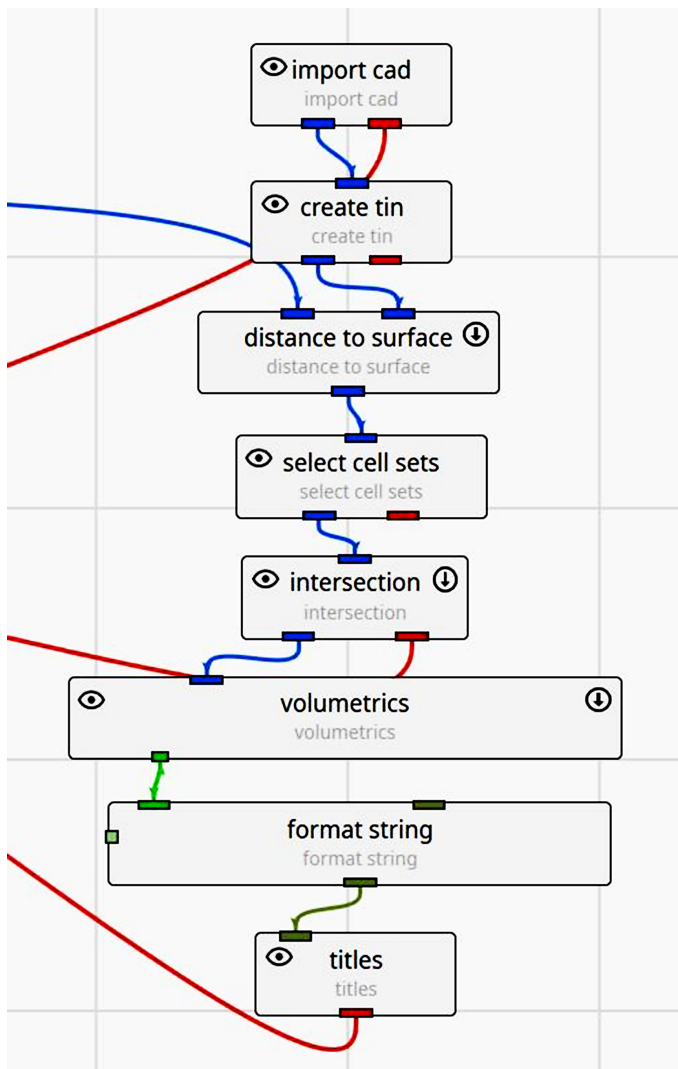 import cad
import cad
create tin
create tin
distance to surface
distance to surface
select cell sets
select cell sets
intersection
intersection
volumetrics
volumetrics
format string
format string
titles
titles